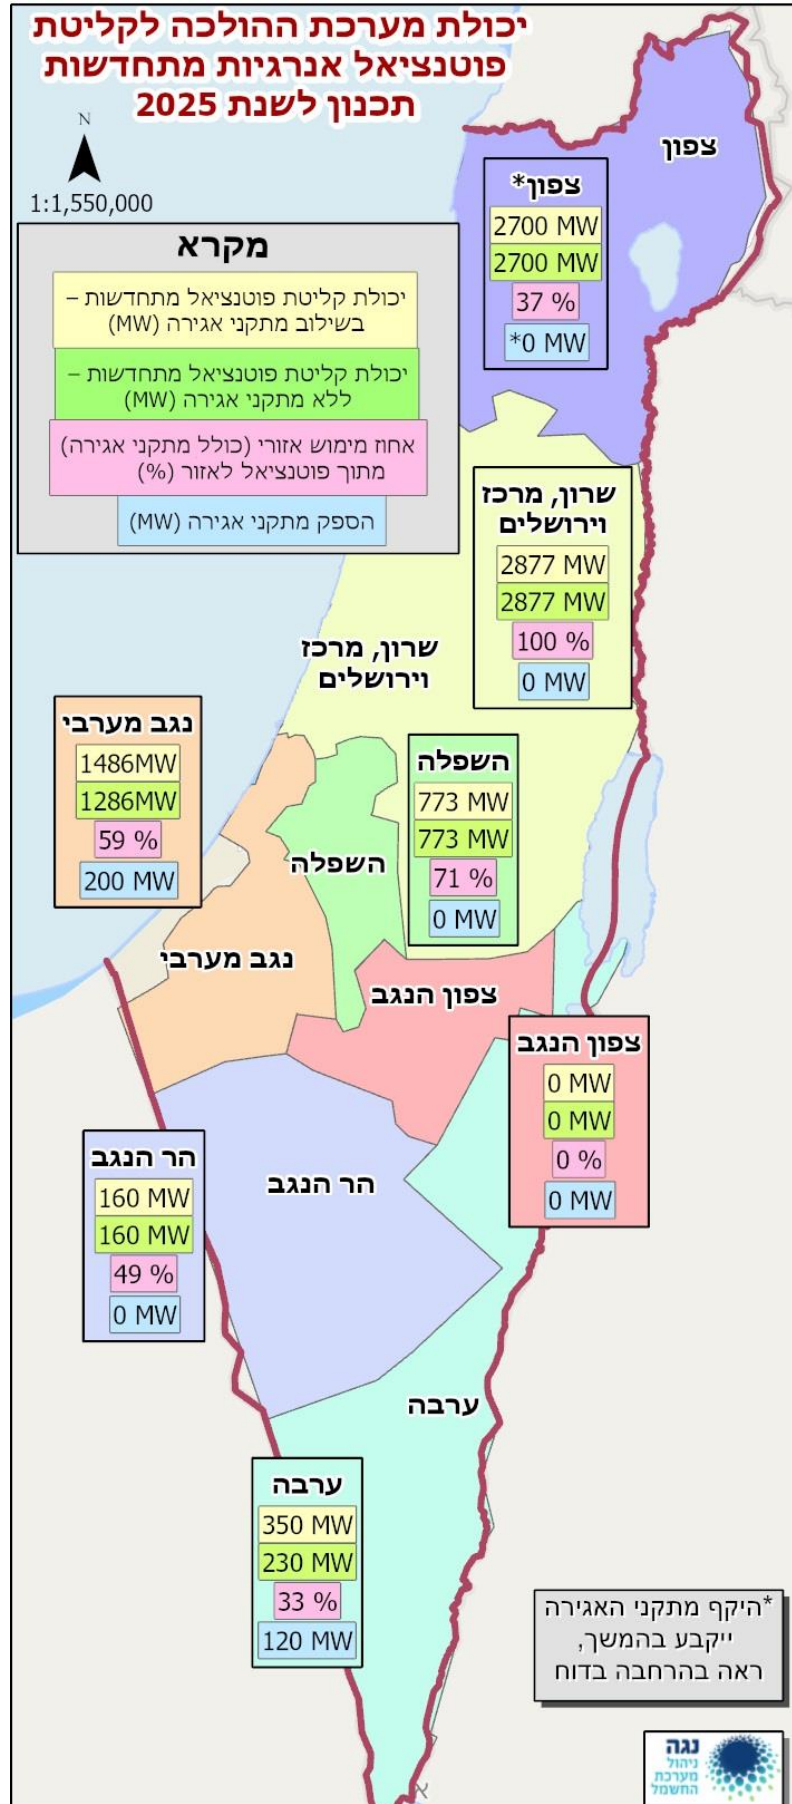 יכולת מערכת ההולכה לקליטת
פוטנציאל אנרגיות מתחדשות
תכנון לשנת 2025
N
1:1,550,000
מקרא
יכולת קליטת פוטנציאל מתחדשות –
בשילוב מתקני אגירה (MW)
יכולת קליטת פוטנציאל מתחדשות –
ללא מתקני אגירה (MW)
אחוז מימוש אזורי (כולל מתקני אגירה)
מתוך פוטנציאל לאזור (%)
הספק מתקני אגירה (MW)
צפון
צפון*
2700 MW
2700 MW
37 %
*0 MW
שרון, מרכז
וירושלים
2877 MW
2877 MW
100 %
0 MW
שרון, מרכז
וירושלים
נגב מערבי
1486MW
1286MW
59 %
200 MW
השפלה
773 MW
773 MW
71 %
0 MW
השפלה
נגב מערבי
צפון הנגב
צפון הנגב
0 MW
0 MW
0 %
0 MW
הר הנגב
160 MW
160 MW
49 %
0 MW
הר הנגב
ערבה
ערבה
350 MW
230 MW
33 %
120 MW
*היקף מתקני האגירה
ייקבע בהמשך,
ראה בהרחבה בדוח
נגה
ניהול
מערכת
החשמל